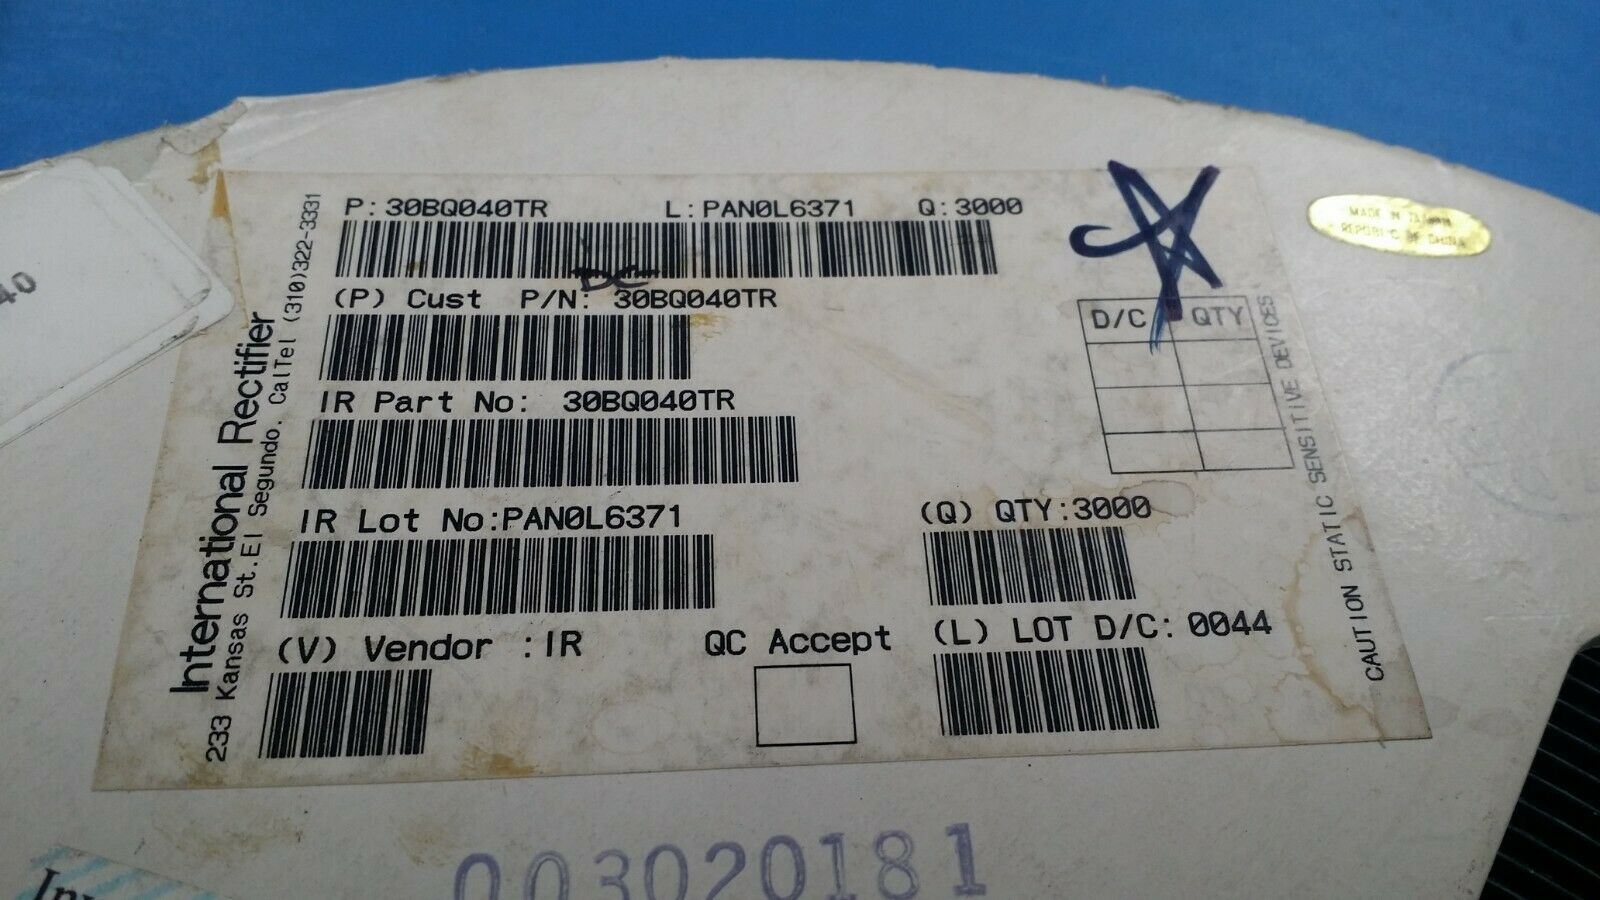 P: 30BQ040TR L: PAN0L6371 Q: 3000
DC
(P) Cust P/N: 30BQ040TR
IR Part No: 30BQ040TR
IR Lot No:PAN0L6371
(V) Vendor :IR
QC Accept
(Q) QTY:3000
(L) LOT D/C: 0044
D/C QTY
International Rectifier
233 Kansas St.El Segundo. CalTel (310)322-3331
CAUTION STATIC SENSITIVE DEVICES
MADE IN TAIWAN
REPUBLIC OF CHINA
40
003020181